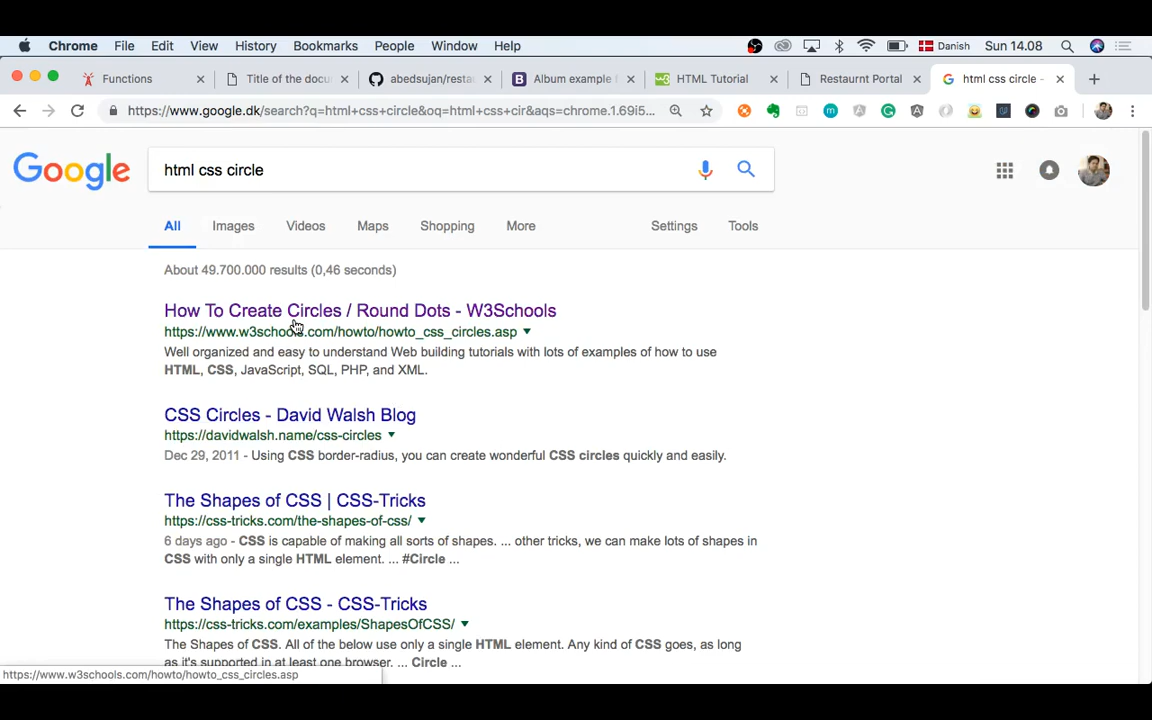 Chrome File Edit View History Bookmarks People Window Help Danish Sun 14.08
Functions Title of the docu abedsujan/resta Album example f HTML Tutorial Restaurnt Portal html css circle -
https://www.google.dk/search?q=html+css+circle&oq=html+css+cir&aqs=chrome.1.69i5...
Google html css circle
All Images Videos Maps Shopping More Settings Tools
About 49.700.000 results (0,46 seconds)
How To Create Circles / Round Dots - W3Schools
https://www.w3schools.com/howto/howto_css_circles.asp
Well organized and easy to understand Web building tutorials with lots of examples of how to use
HTML, CSS, JavaScript, SQL, PHP, and XML.
CSS Circles - David Walsh Blog
https://davidwalsh.name/css-circles
Dec 29, 2011 - Using CSS border-radius, you can create wonderful CSS circles quickly and easily.
The Shapes of CSS | CSS-Tricks
https://css-tricks.com/the-shapes-of-css/
6 days ago - CSS is capable of making all sorts of shapes. ... other tricks, we can make lots of shapes in
CSS with only a single HTML element. ... #Circle ...
The Shapes of CSS - CSS-Tricks
https://css-tricks.com/examples/ShapesOfCSS/
The Shapes of CSS. All of the below use only a single HTML element. Any kind of CSS goes, as long
as it's supported in at least one browser. ... Circle ...
https://www.w3schools.com/howto/howto_css_circles.asp